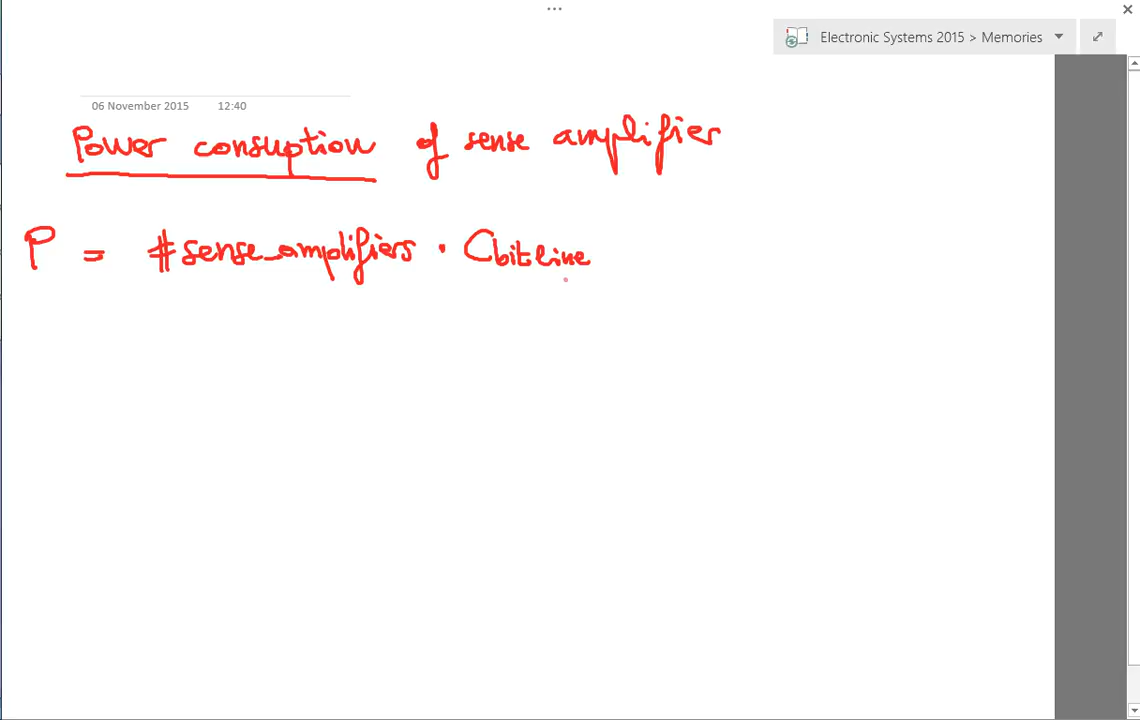 Electronic Systems 2015 > Memories
06 November 2015 12:40
Power consuption of sense amplifier
P = #sense_amplifiers · Cbitline